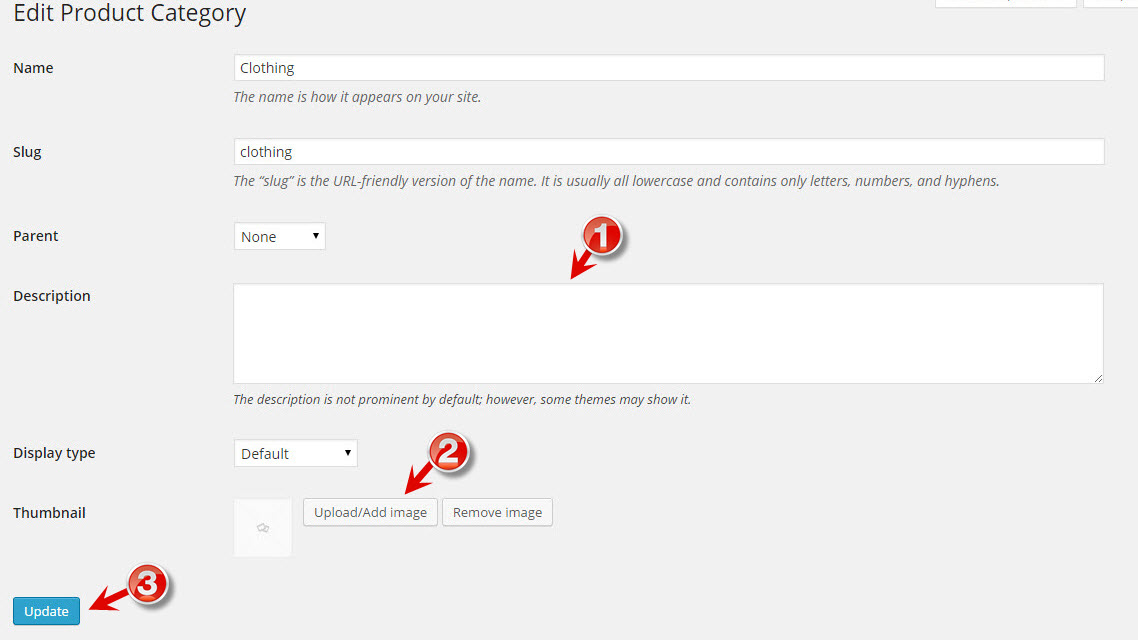 Edit Product Category
Name
Clothing
The name is how it appears on your site.
Slug
clothing
The “slug” is the URL-friendly version of the name. It is usually all lowercase and contains only letters, numbers, and hyphens.
Parent
None
1
Description
The description is not prominent by default; however, some themes may show it.
Display type
Default
2
Thumbnail
Upload/Add image
Remove image
3
Update